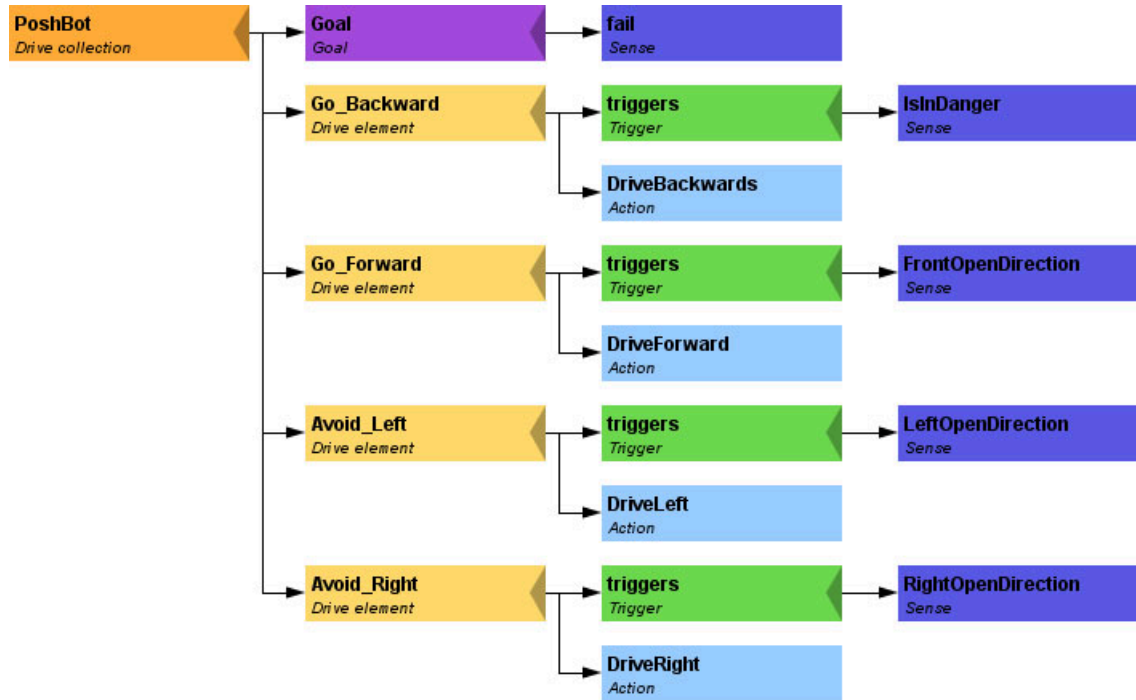 PoshBot
Drive collection
Goal
Goal
fail
Sense
Go_Backward
Drive element
triggers
Trigger
IsInDanger
Sense
DriveBackwards
Action
Go_Forward
Drive element
triggers
Trigger
FrontOpenDirection
Sense
DriveForward
Action
Avoid_Left
Drive element
triggers
Trigger
LeftOpenDirection
Sense
DriveLeft
Action
Avoid_Right
Drive element
triggers
Trigger
RightOpenDirection
Sense
DriveRight
Action